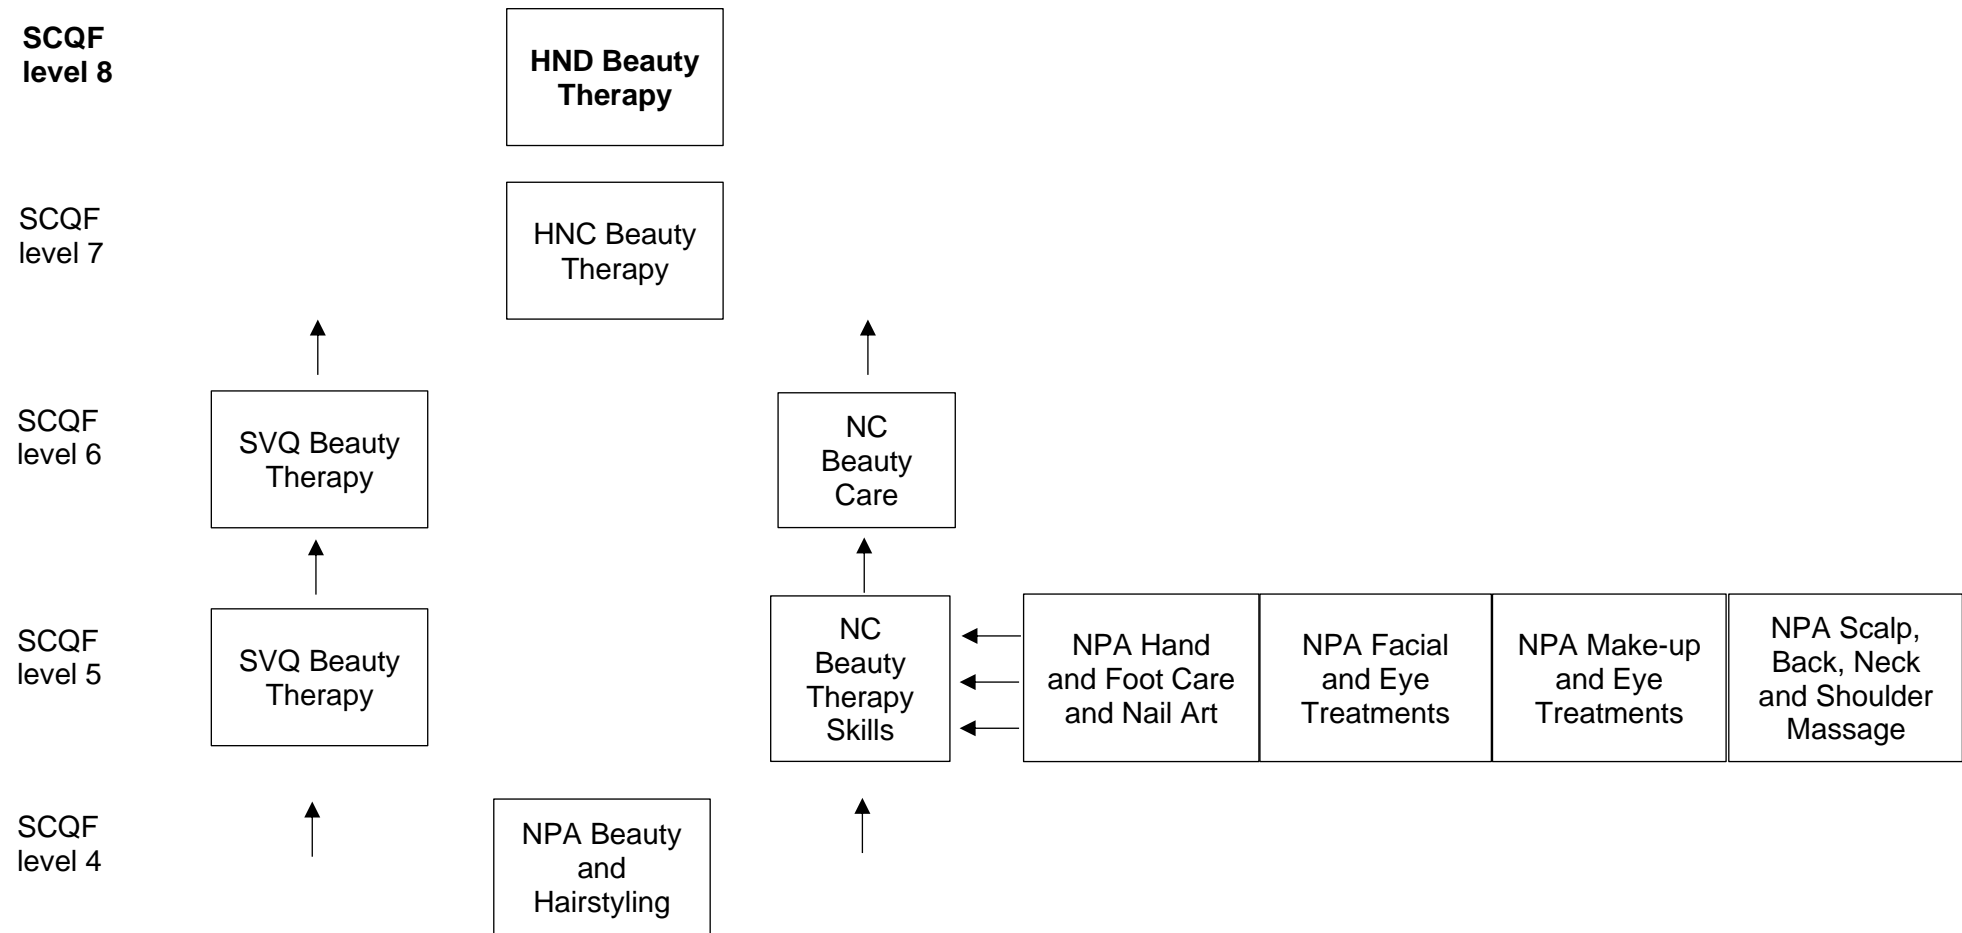 SCQF
level 8
HND Beauty
Therapy
SCQF
level 7
HNC Beauty
Therapy
SCQF
level 6
SVQ Beauty
Therapy
NC
Beauty
Care
SCQF
level 5
SVQ Beauty
Therapy
NC
Beauty
Therapy
Skills
NPA Hand
and Foot Care
and Nail Art
NPA Facial
and Eye
Treatments
NPA Make-up
and Eye
Treatments
NPA Scalp,
Back, Neck
and Shoulder
Massage
SCQF
level 4
NPA Beauty
and
Hairstyling